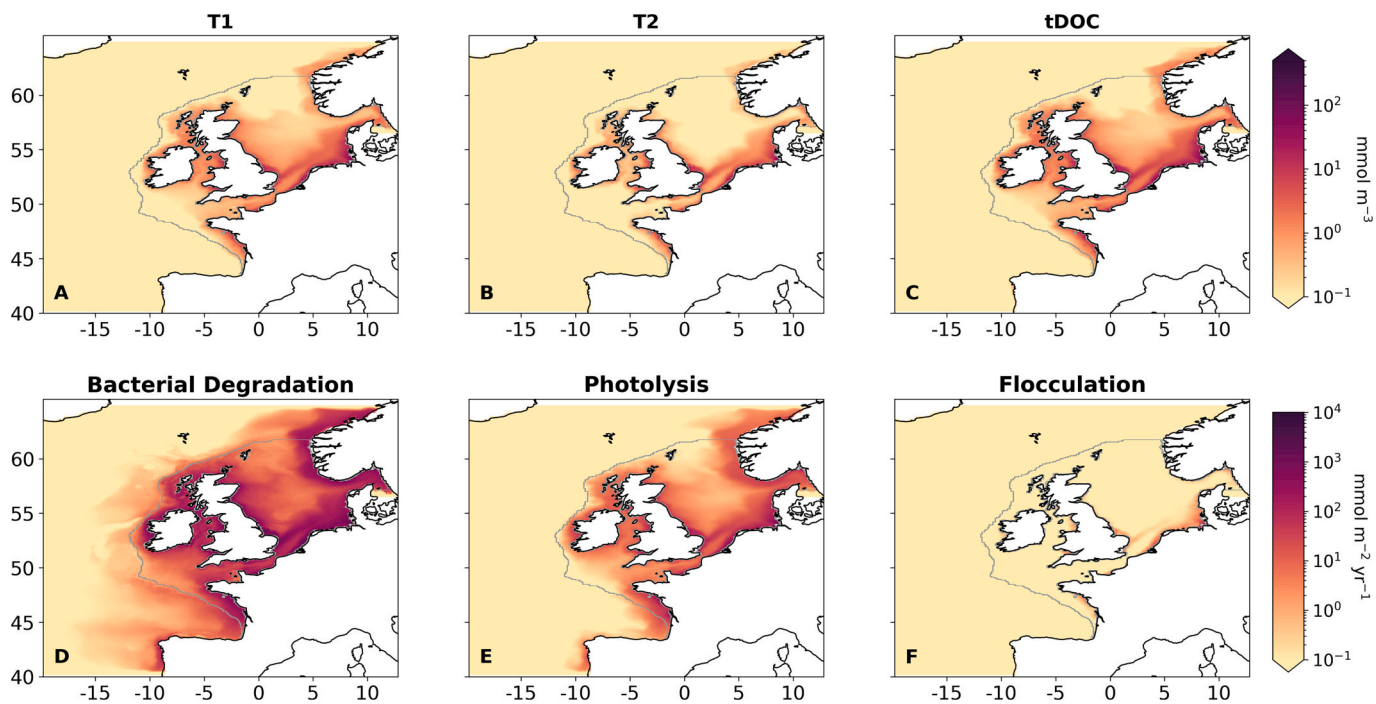 T1 T2 tDOC
60
55
50
45
40
A B C
-15 -10 -5 0 5 10 -15 -10 -5 0 5 10 -15 -10 -5 0 5 10
10² 10¹ 10⁰ 10⁻¹
mmol m⁻³
Bacterial Degradation Photolysis Flocculation
60
55
50
45
40
D E F
-15 -10 -5 0 5 10 -15 -10 -5 0 5 10 -15 -10 -5 0 5 10
10⁴ 10³ 10² 10¹ 10⁰ 10⁻¹
mmol m⁻² yr⁻¹